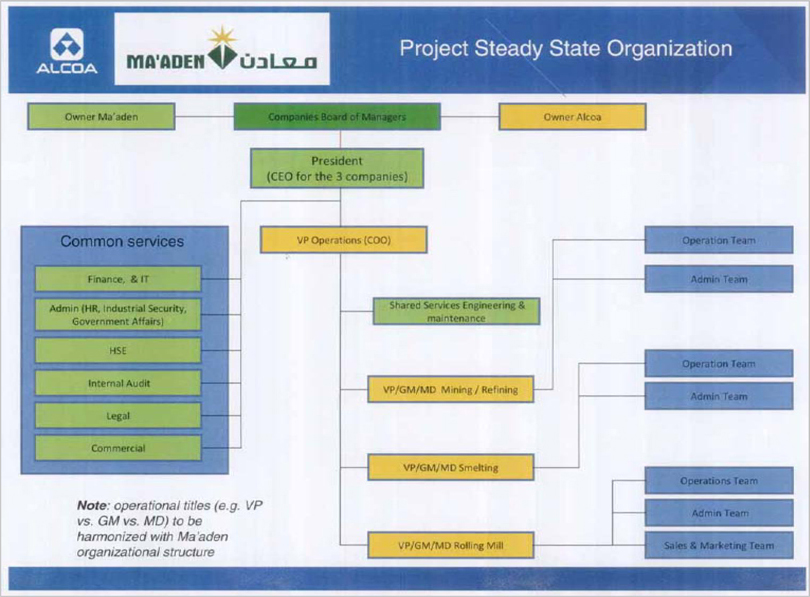 ALCOA
MA'ADEN معادن
Project Steady State Organization
Owner Ma'aden
Companies Board of Managers
Owner Alcoa
President
(CEO for the 3 companies)
VP Operations (COO)
Common services
Finance, & IT
Admin (HR, Industrial Security,
Government Affairs)
HSE
Internal Audit
Legal
Commercial
Shared Services Engineering &
maintenance
VP/GM/MD Mining / Refining
VP/GM/MD Smelting
VP/GM/MD Rolling Mill
Operation Team
Admin Team
Operation Team
Admin Team
Operations Team
Admin Team
Sales & Marketing Team
Note: operational titles (e.g. VP
vs. GM vs. MD) to be
harmonized with Ma'aden
organizational structure